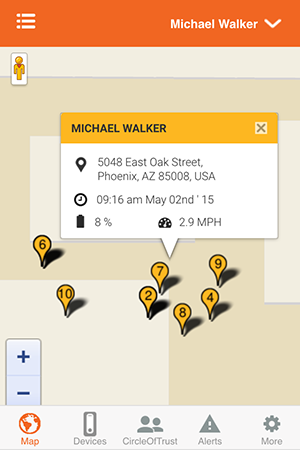 Michael Walker
MICHAEL WALKER
5048 East Oak Street,
Phoenix, AZ 85008, USA
09:16 am May 02nd ' 15
8 % 2.9 MPH
6
7
9
10
2
4
8
+
−
Map Devices CircleOfTrust Alerts More